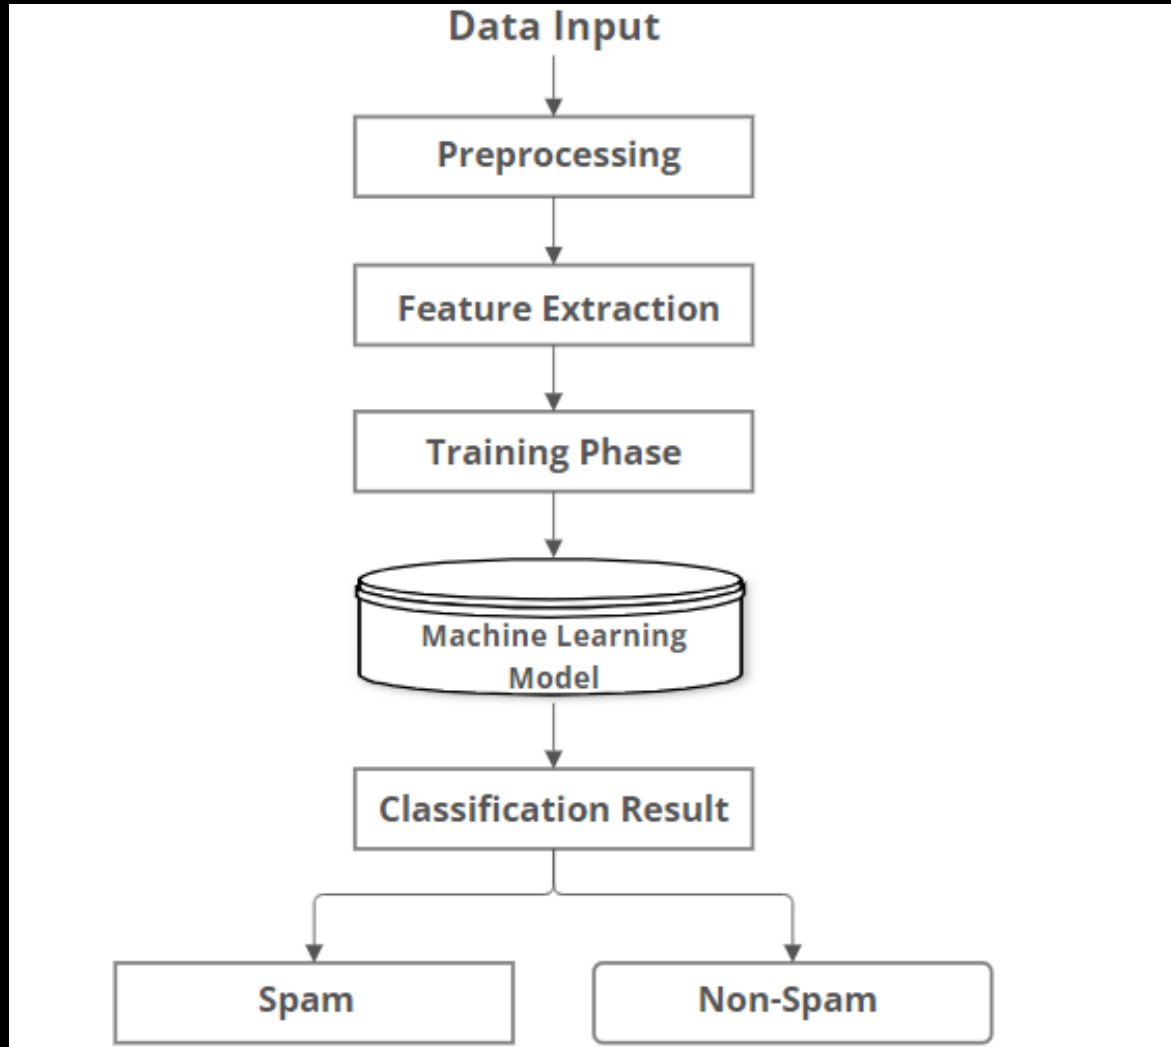 Data Input
Preprocessing
Feature Extraction
Training Phase
Machine Learning
Model
Classification Result
Spam
Non-Spam